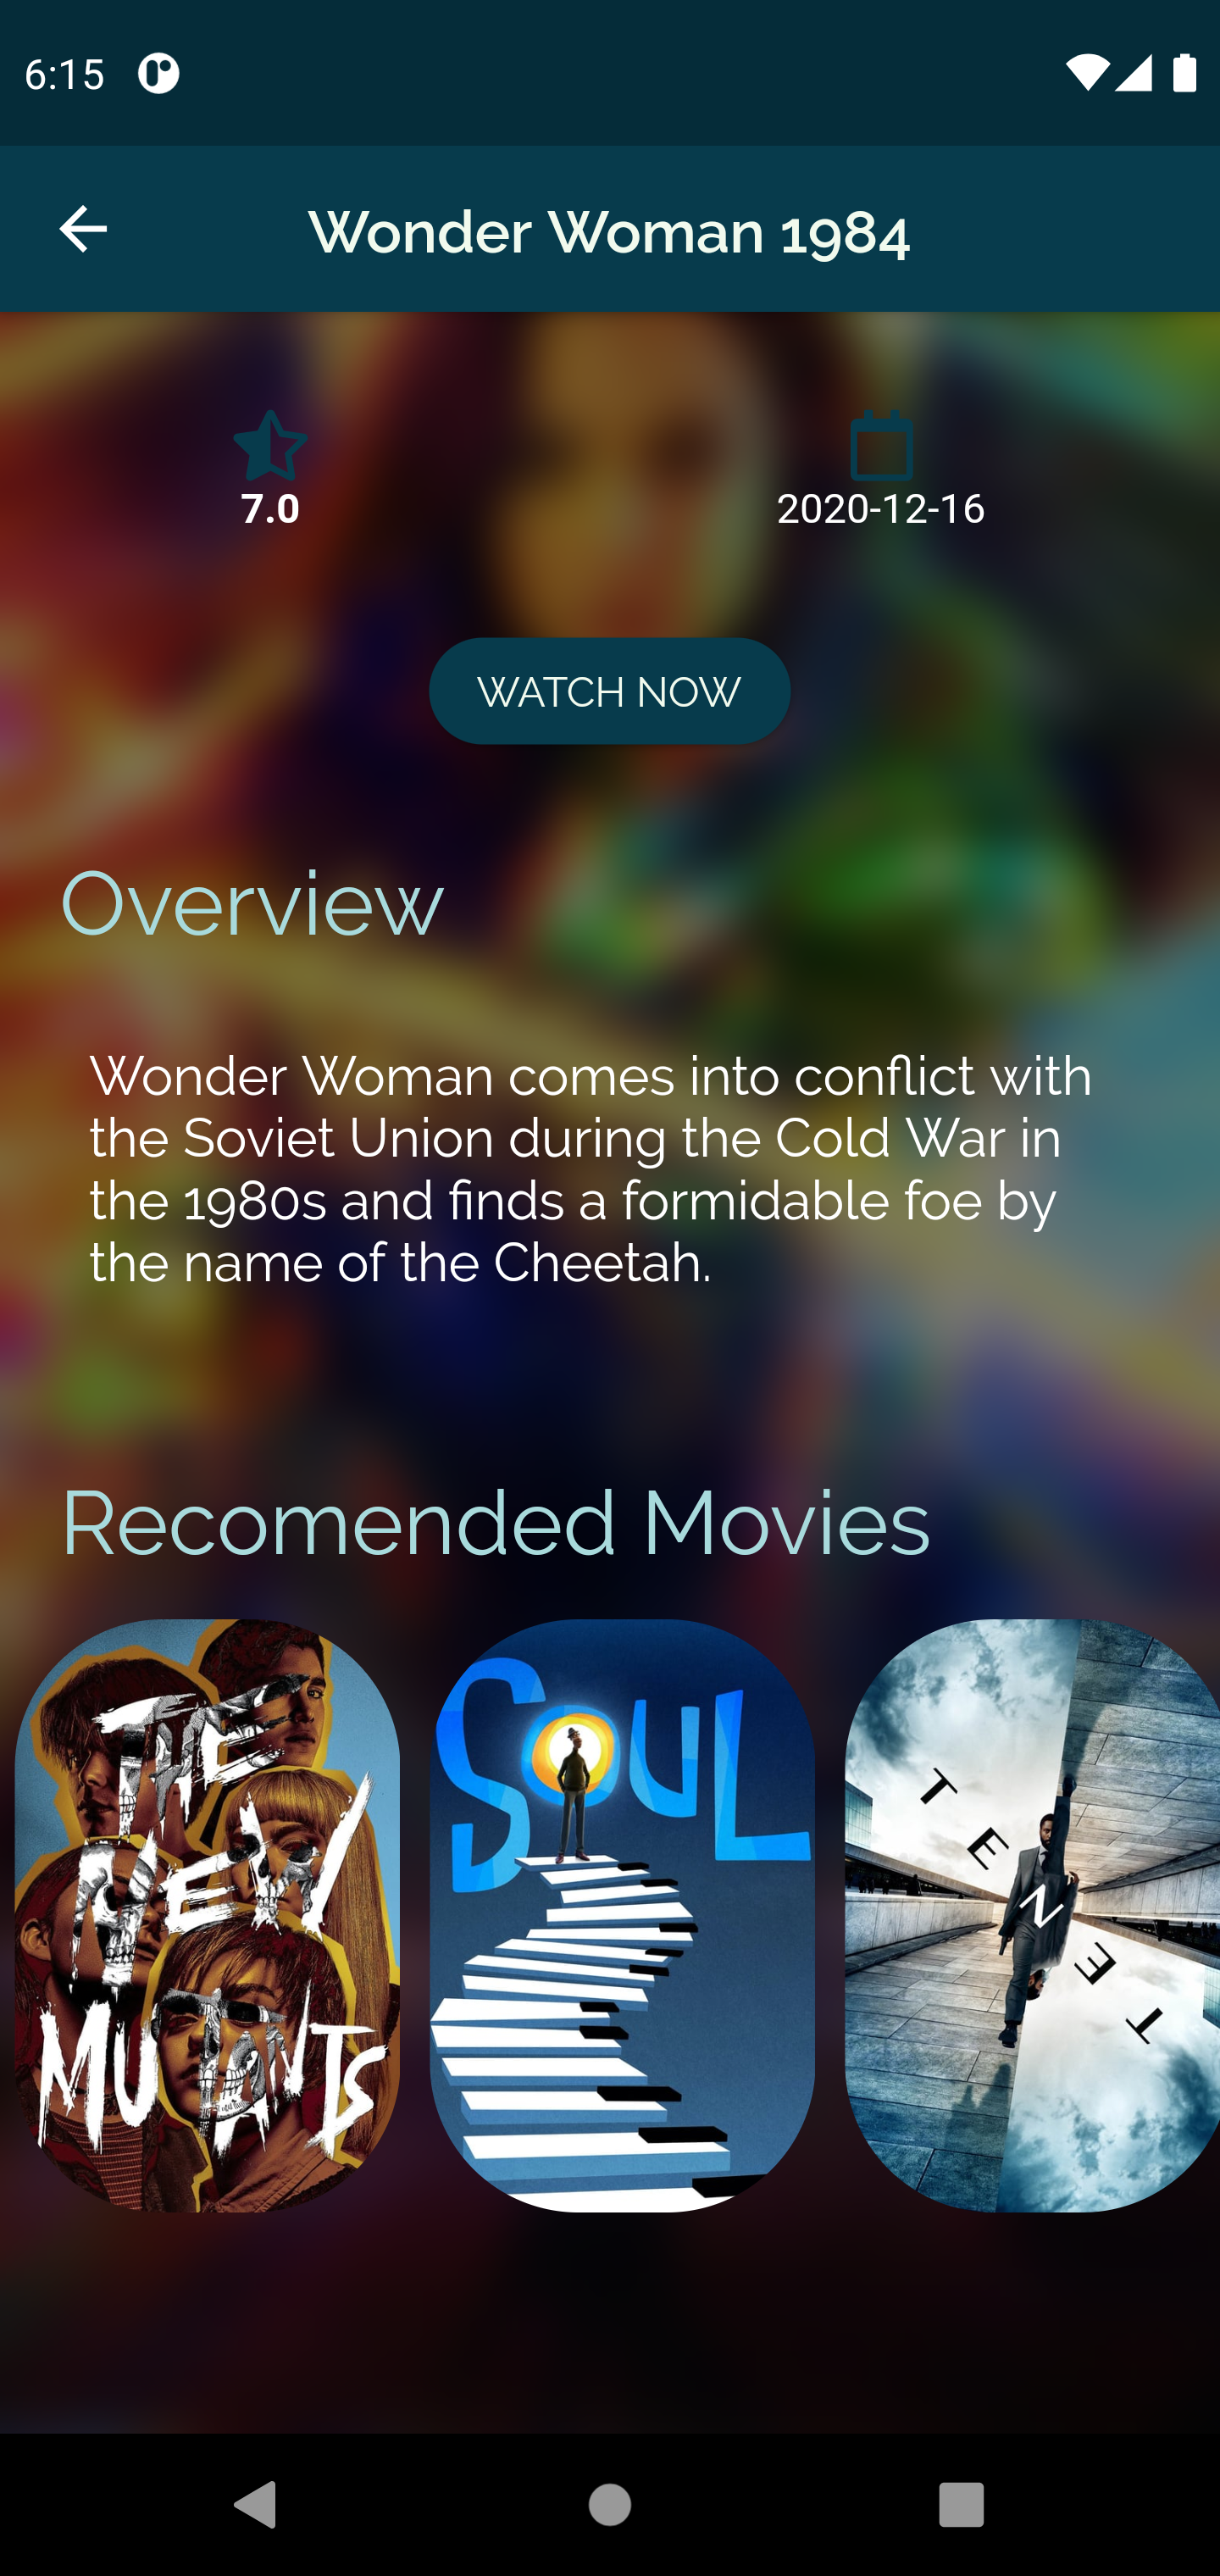 6:15
Wonder Woman 1984
7.0
2020-12-16
WATCH NOW
Overview
Wonder Woman comes into conflict with
the Soviet Union during the Cold War in
the 1980s and finds a formidable foe by
the name of the Cheetah.
Recomended Movies
THE
NEW
MUTANTS
SOUL
TENET